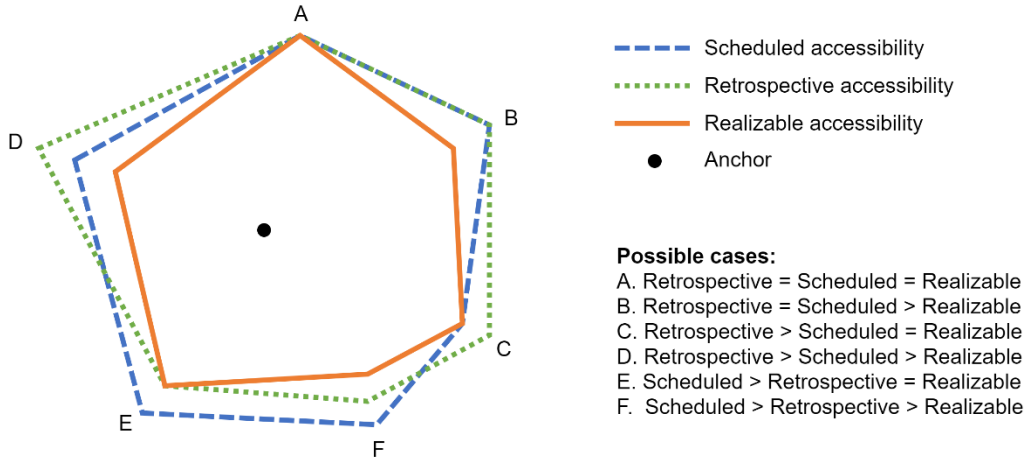 A
B
C
D
E
F
Scheduled accessibility
Retrospective accessibility
Realizable accessibility
Anchor
Possible cases:
A. Retrospective = Scheduled = Realizable
B. Retrospective = Scheduled > Realizable
C. Retrospective > Scheduled = Realizable
D. Retrospective > Scheduled > Realizable
E. Scheduled > Retrospective = Realizable
F. Scheduled > Retrospective > Realizable